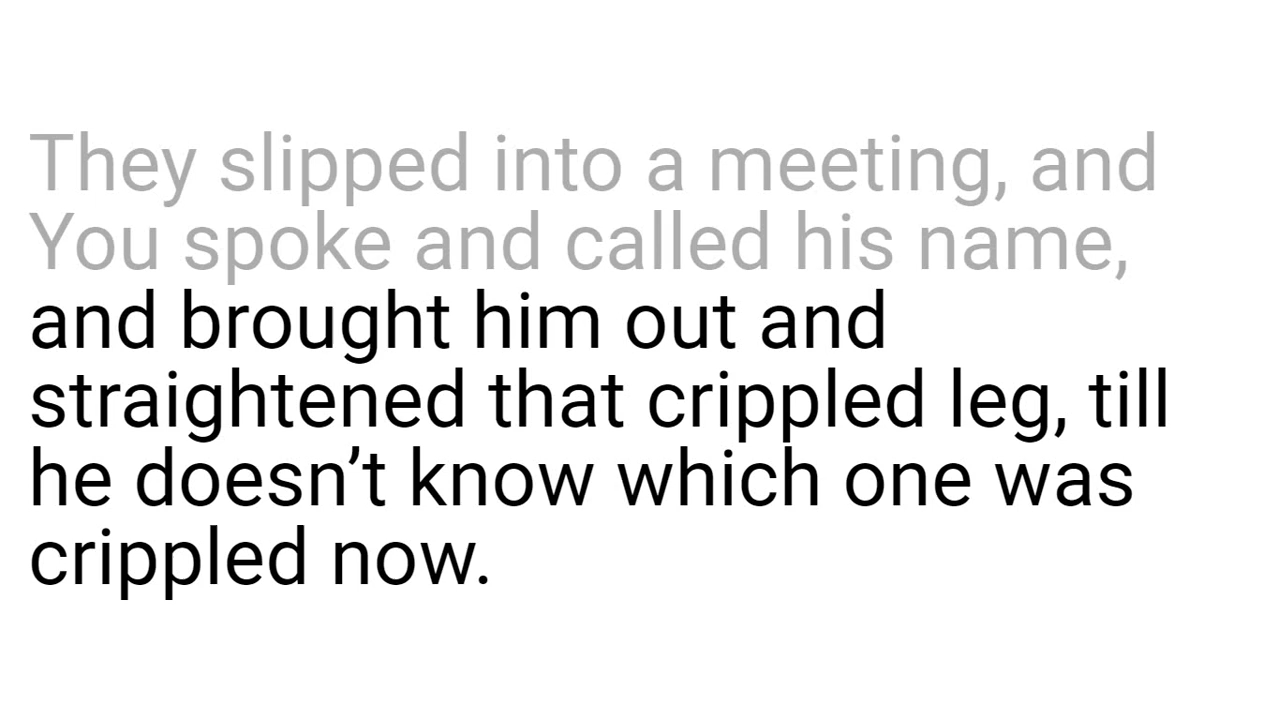 They slipped into a meeting, and
You spoke and called his name,
and brought him out and
straightened that crippled leg, till
he doesn’t know which one was
crippled now.